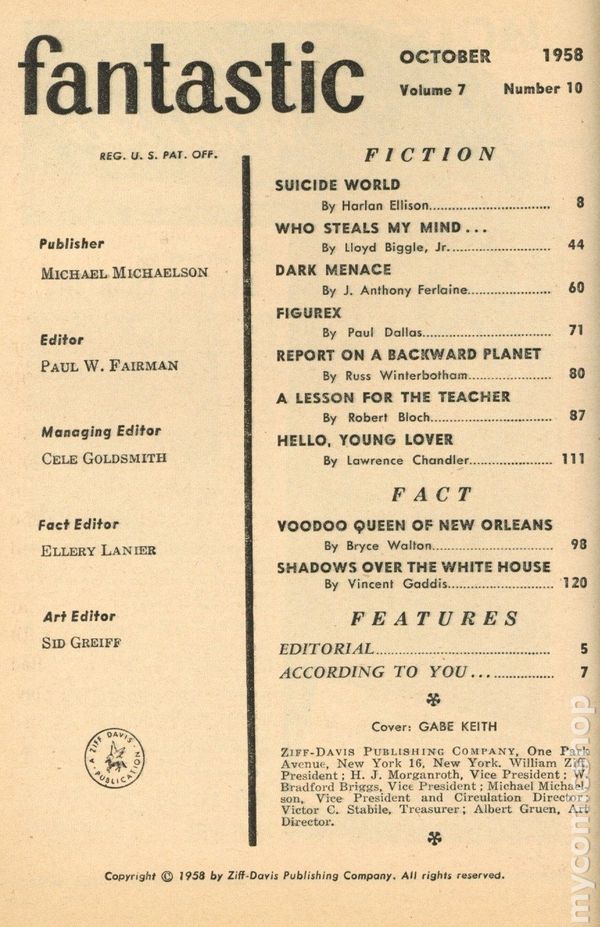 fantastic
OCTOBER 1958
Volume 7 Number 10
REG. U. S. PAT. OFF.
Publisher
MICHAEL MICHAELSON
Editor
PAUL W. FAIRMAN
Managing Editor
CELE GOLDSMITH
Fact Editor
ELLERY LANIER
Art Editor
SID GREIFF
A ZIFF DAVIS PUBLICATION
FICTION
SUICIDE WORLD
By Harlan Ellison.............................. 8
WHO STEALS MY MIND...
By Lloyd Biggle, Jr......................... 44
DARK MENACE
By J. Anthony Ferlaine.................... 60
FIGUREX
By Paul Dallas............................... 71
REPORT ON A BACKWARD PLANET
By Russ Winterbotham.................... 80
A LESSON FOR THE TEACHER
By Robert Bloch............................. 87
HELLO, YOUNG LOVER
By Lawrence Chandler.................... 111
FACT
VOODOO QUEEN OF NEW ORLEANS
By Bryce Walton............................. 98
SHADOWS OVER THE WHITE HOUSE
By Vincent Gaddis.......................... 120
FEATURES
EDITORIAL............................................ 5
ACCORDING TO YOU................... 7
Cover: GABE KEITH
ZIFF-DAVIS PUBLISHING COMPANY, One Park
Avenue, New York 16, New York. William Ziff,
President; H. J. Morganroth, Vice President; W.
Bradford Briggs, Vice President; Michael Michael-
son, Vice President and Circulation Director;
Victor C. Stabile, Treasurer; Albert Gruen, Art
Director.
Copyright © 1958 by Ziff-Davis Publishing Company. All rights reserved.
mycomicshop